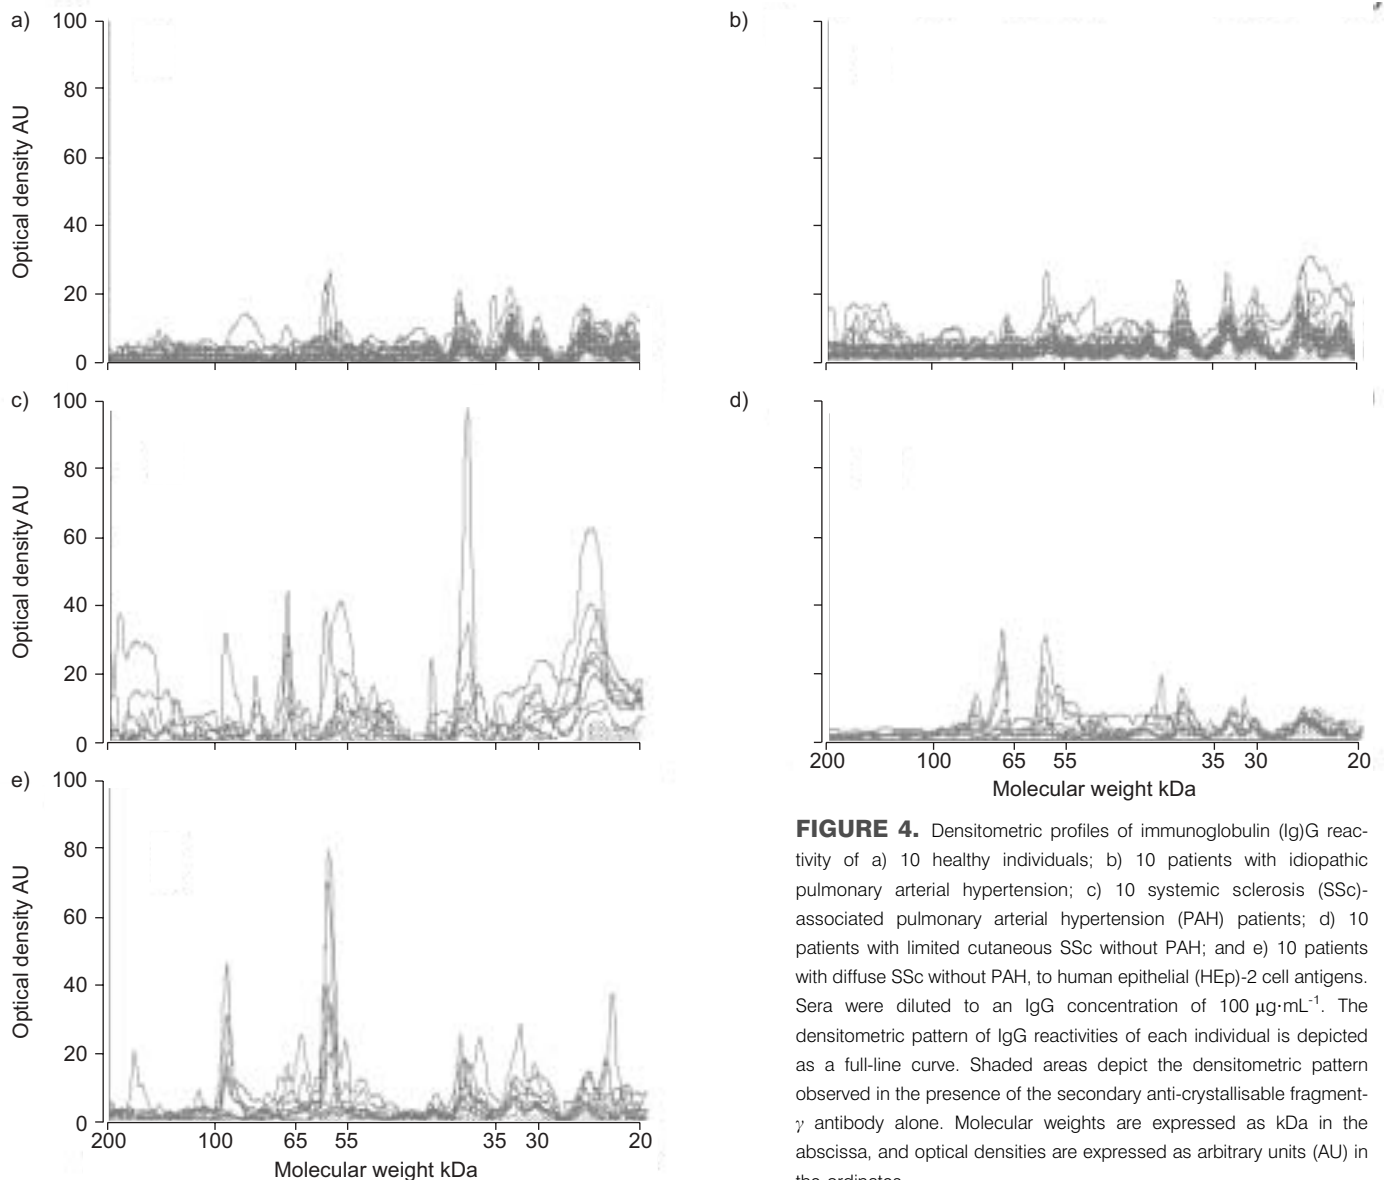 a)
100
80
60
40
20
0
Optical density AU
b)
c)
100
80
60
40
20
0
Optical density AU
d)
200
100
65
55
35
30
20
Molecular weight kDa
e)
100
80
60
40
20
0
Optical density AU
200
100
65
55
35
30
20
Molecular weight kDa
FIGURE 4. Densitometric profiles of immunoglobulin (Ig)G reac-
tivity of a) 10 healthy individuals; b) 10 patients with idiopathic
pulmonary arterial hypertension; c) 10 systemic sclerosis (SSc)-
associated pulmonary arterial hypertension (PAH) patients; d) 10
patients with limited cutaneous SSc without PAH; and e) 10 patients
with diffuse SSc without PAH, to human epithelial (HEp)-2 cell antigens.
Sera were diluted to an IgG concentration of 100 μg·mL-1. The
densitometric pattern of IgG reactivities of each individual is depicted
as a full-line curve. Shaded areas depict the densitometric pattern
observed in the presence of the secondary anti-crystallisable fragment-
γ antibody alone. Molecular weights are expressed as kDa in the
abscissa, and optical densities are expressed as arbitrary units (AU) in
the ordinates.